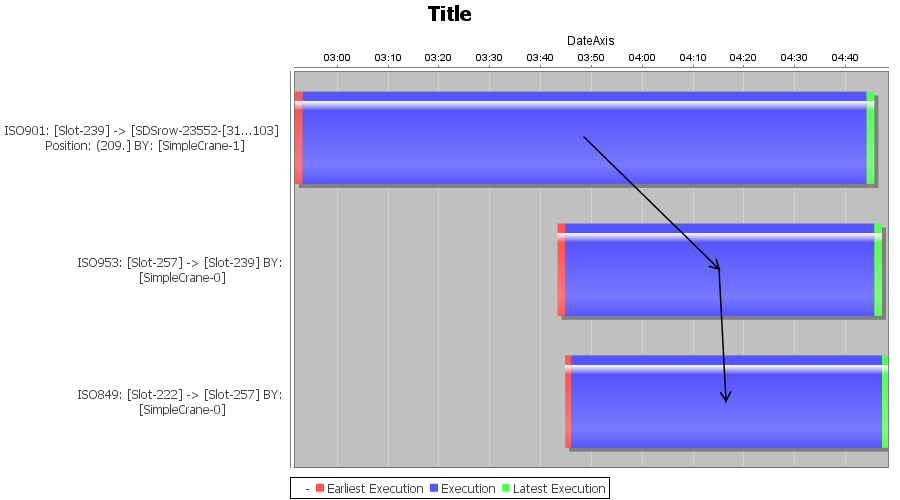 Title
DateAxis
03:00 03:10 03:20 03:30 03:40 03:50 04:00 04:10 04:20 04:30 04:40
ISO901: [Slot-239] -> [SDSrow-23552-[31...103]
Position: (209.] BY: [SimpleCrane-1]
ISO953: [Slot-257] -> [Slot-239] BY:
[SimpleCrane-0]
ISO849: [Slot-222] -> [Slot-257] BY:
[SimpleCrane-0]
- Earliest Execution Execution Latest Execution